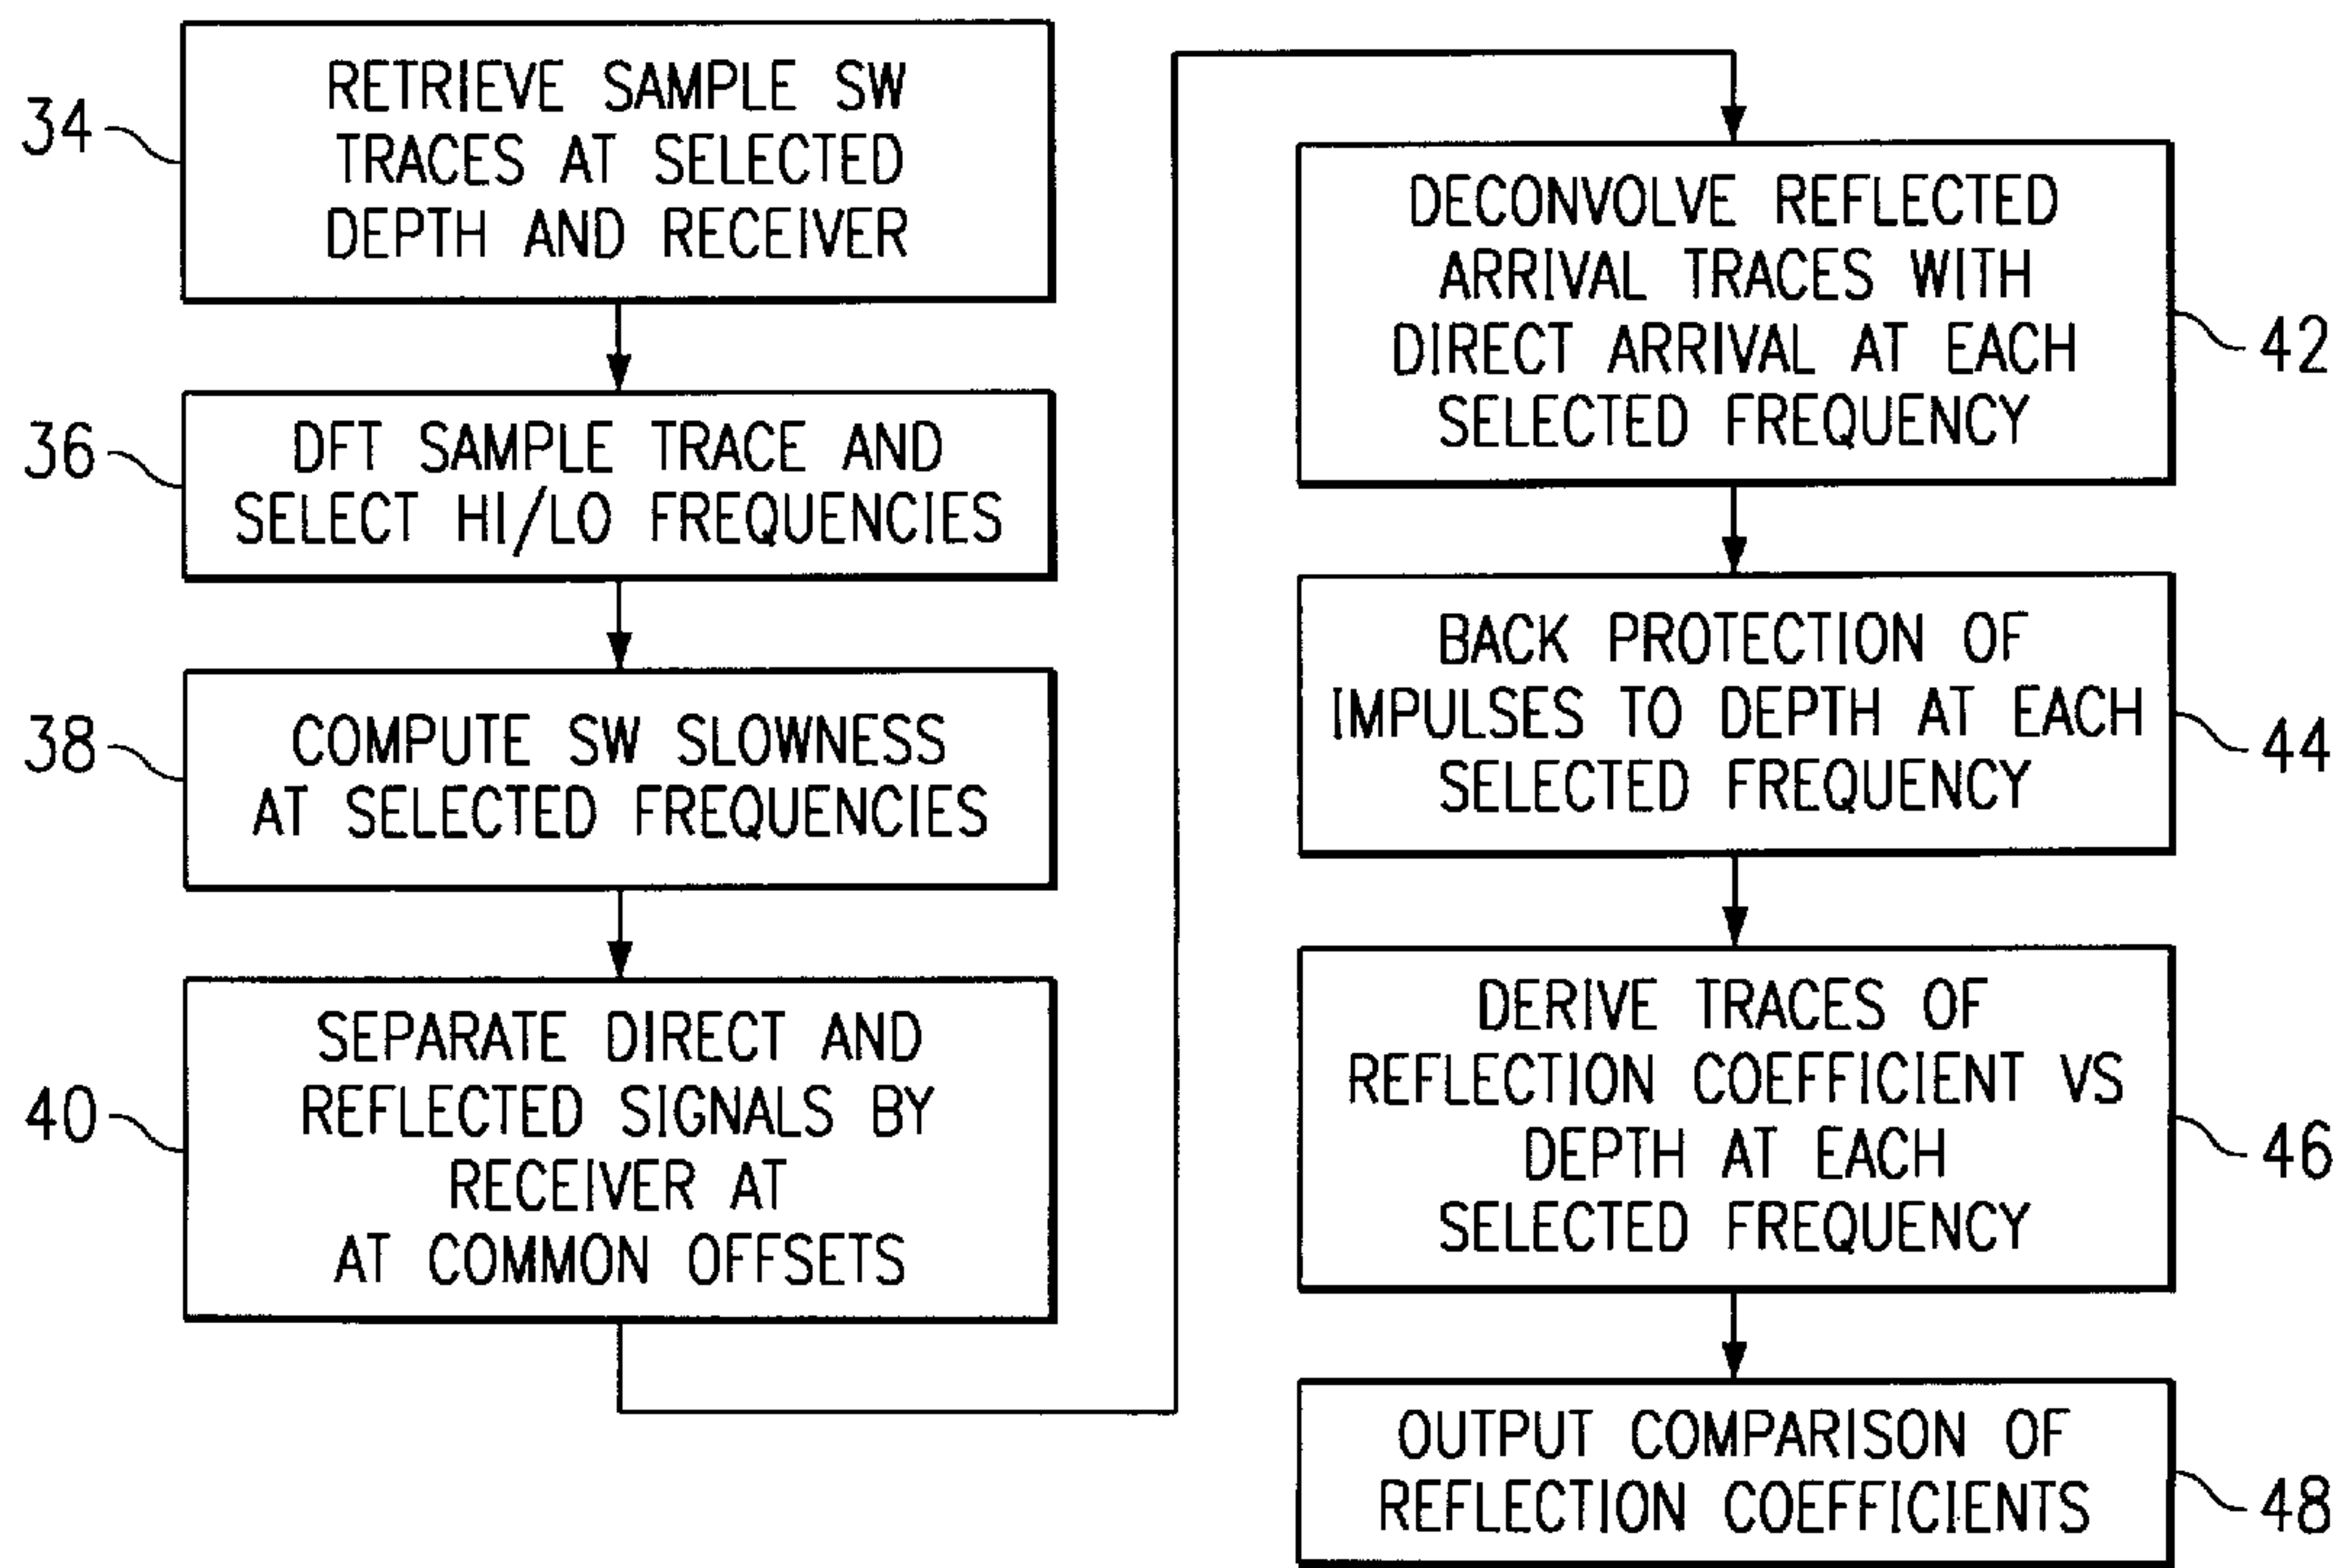 34
RETRIEVE SAMPLE SW
TRACES AT SELECTED
DEPTH AND RECEIVER
36
DFT SAMPLE TRACE AND
SELECT HI/LO FREQUENCIES
38
COMPUTE SW SLOWNESS
AT SELECTED FREQUENCIES
40
SEPARATE DIRECT AND
REFLECTED SIGNALS BY
RECEIVER AT
AT COMMON OFFSETS
DECONVOLVE REFLECTED
ARRIVAL TRACES WITH
DIRECT ARRIVAL AT EACH
SELECTED FREQUENCY
42
BACK PROTECTION OF
IMPULSES TO DEPTH AT EACH
SELECTED FREQUENCY
44
DERIVE TRACES OF
REFLECTION COEFFICIENT VS
DEPTH AT EACH
SELECTED FREQUENCY
46
OUTPUT COMPARISON OF
REFLECTION COEFFICIENTS
48